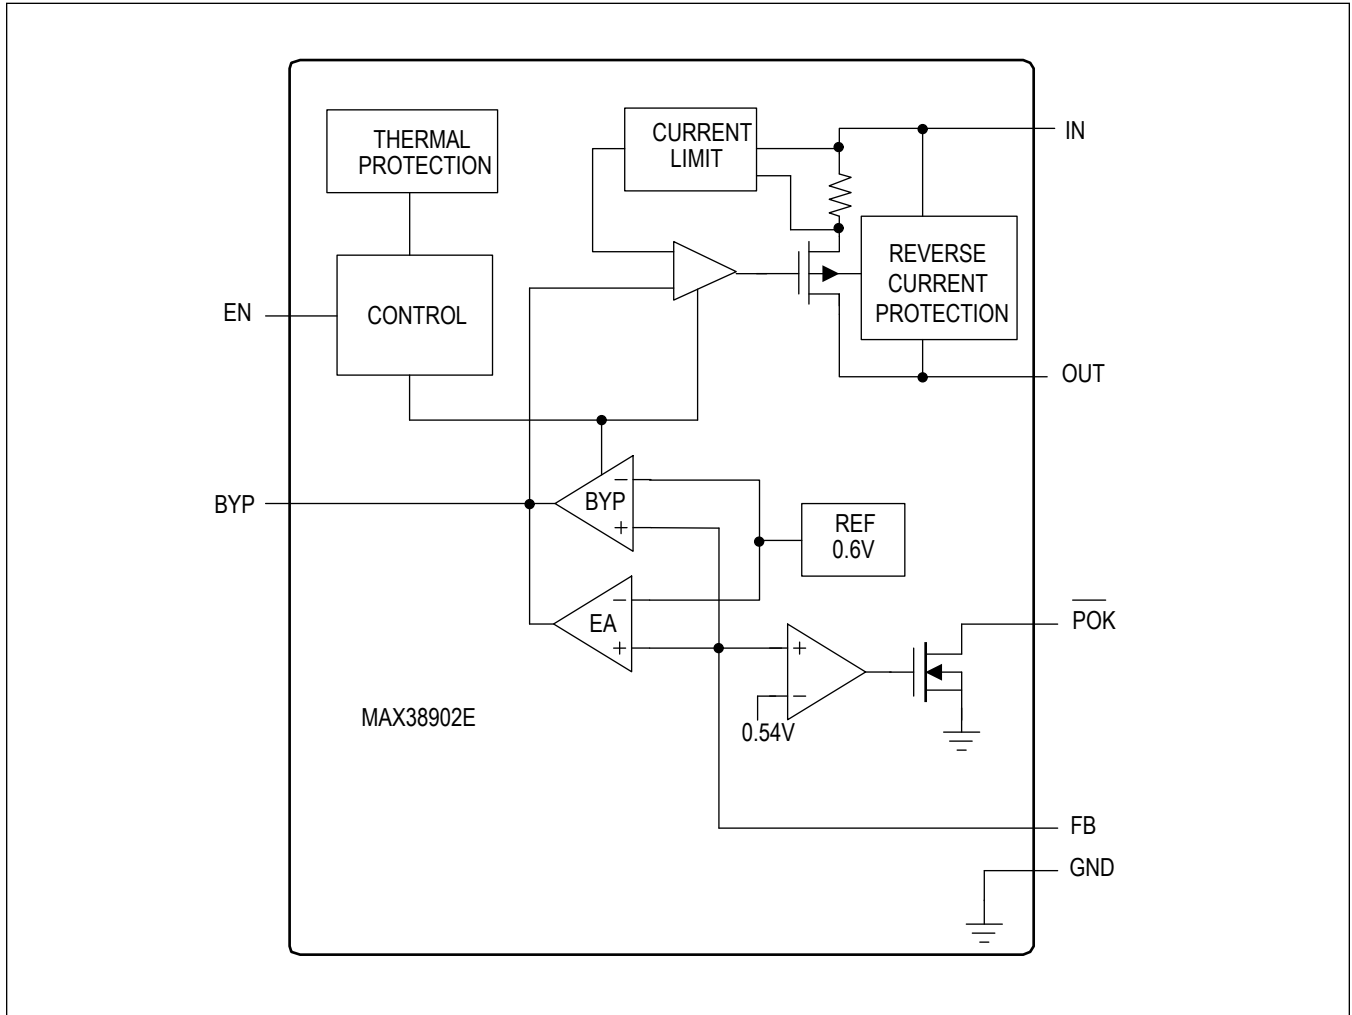 THERMAL
PROTECTION
CURRENT
LIMIT
IN
REVERSE
CURRENT
PROTECTION
EN
CONTROL
OUT
BYP
BYP
−
+
REF
0.6V
EA
−
+
+
−
0.54V
POK
MAX38902E
FB
GND